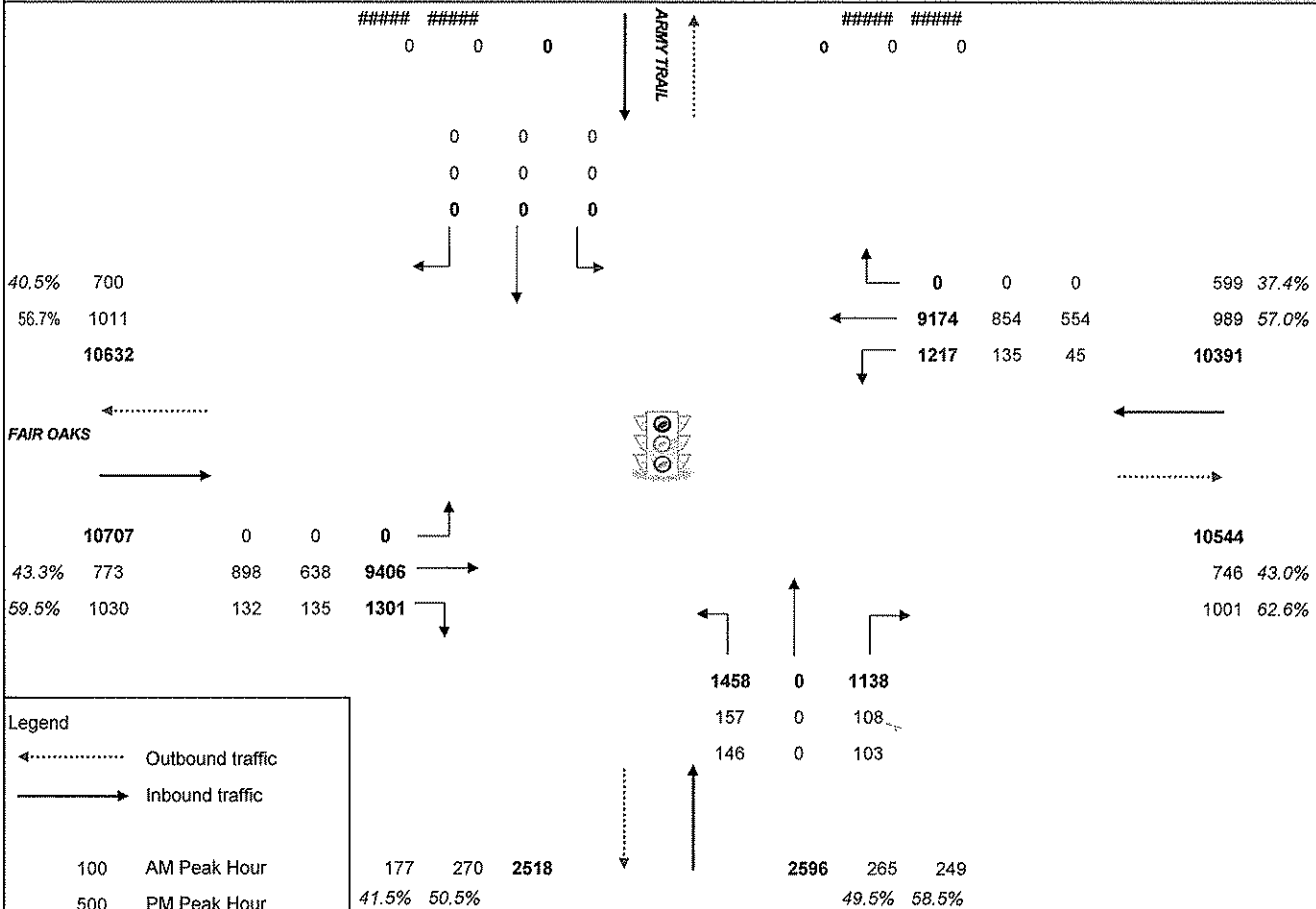 ##### ##### ##### #####
0 0 0 0 0 0
ARMY TRAIL
0 0 0
0 0 0
0 0 0
40.5% 700 0 0 0 599 37.4%
56.7% 1011 9174 854 554 989 57.0%
10632 1217 135 45 10391
FAIR OAKS
10707 0 0 0 10544
43.3% 773 898 638 9406 746 43.0%
59.5% 1030 132 135 1301 1001 62.6%
1458 0 1138
157 0 108
146 0 103
Legend
Outbound traffic
Inbound traffic
100 AM Peak Hour 177 270 2518 2596 265 249
500 PM Peak Hour 41.5% 50.5% 49.5% 58.5%